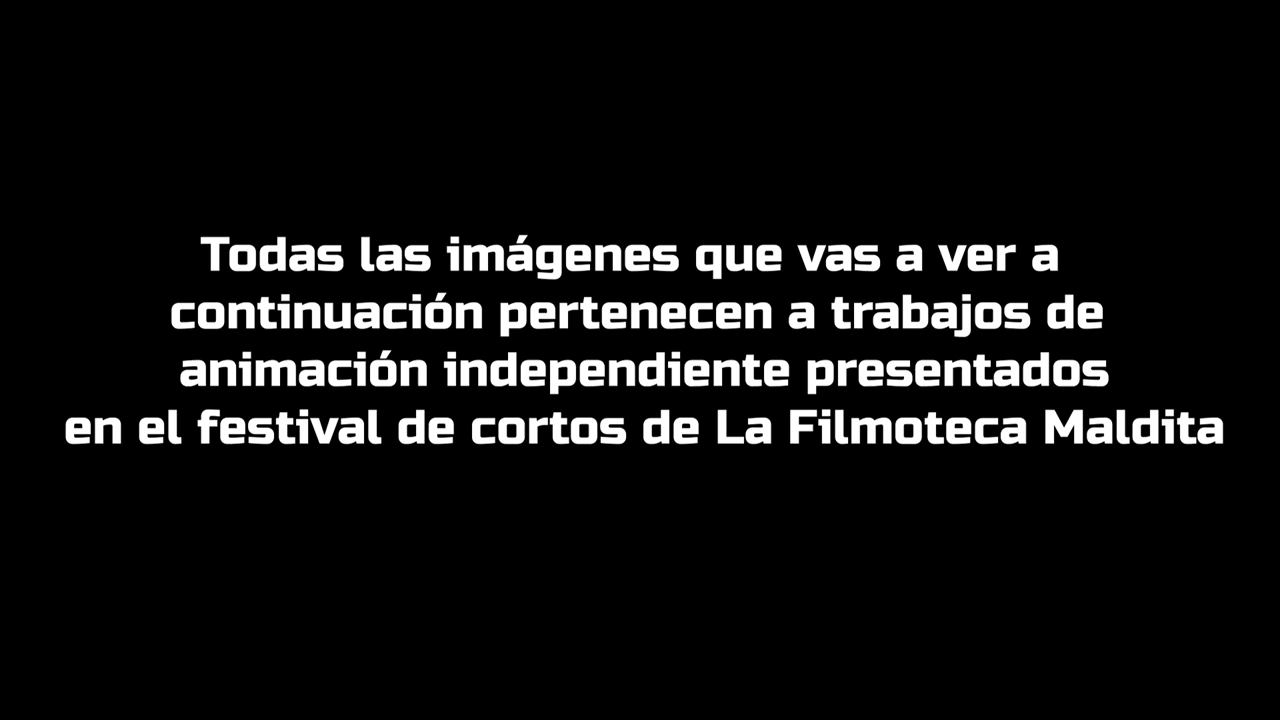 Todas las imágenes que vas a ver a
continuación pertenecen a trabajos de
animación independiente presentados
en el festival de cortos de La Filmoteca Maldita